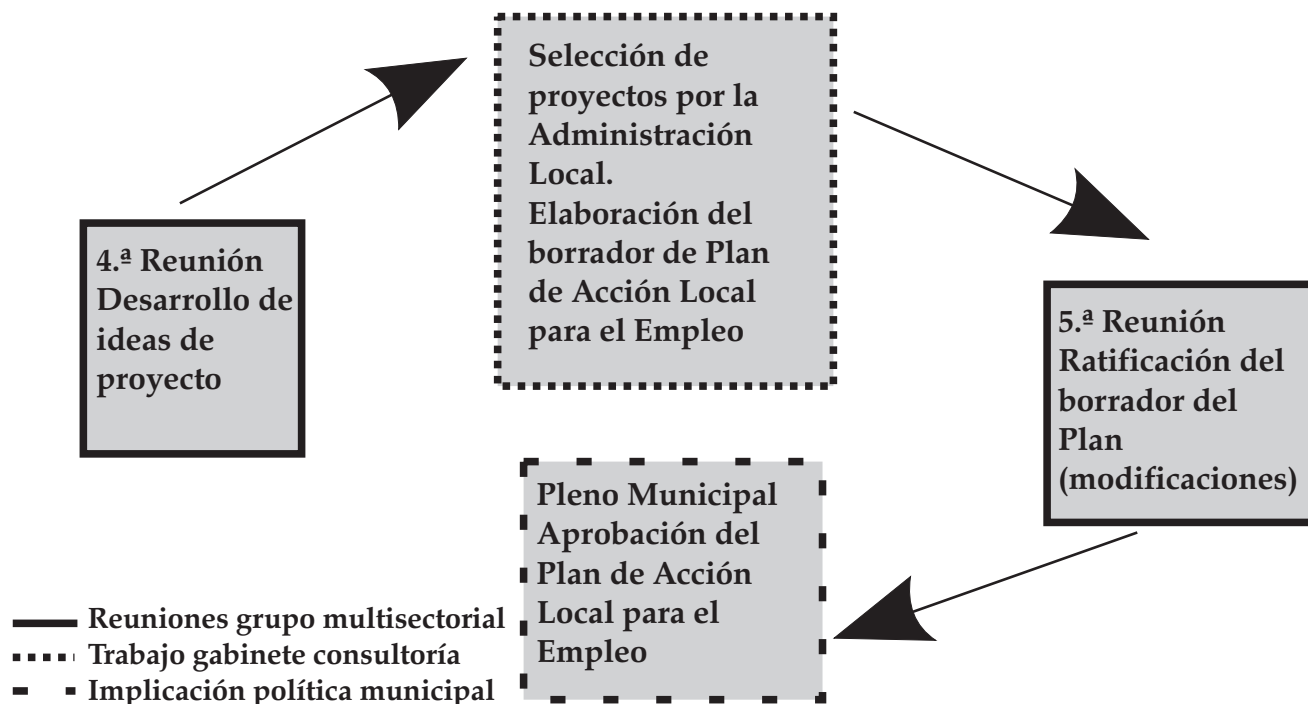 Selección de
proyectos por la
Administración
Local.
Elaboración del
borrador de Plan
de Acción Local
para el Empleo
4.ª Reunión
Desarrollo de
ideas de
proyecto
5.ª Reunión
Ratificación del
borrador del
Plan
(modificaciones)
Pleno Municipal
Aprobación del
Plan de Acción
Local para el
Empleo
Reuniones grupo multisectorial
Trabajo gabinete consultoría
Implicación política municipal